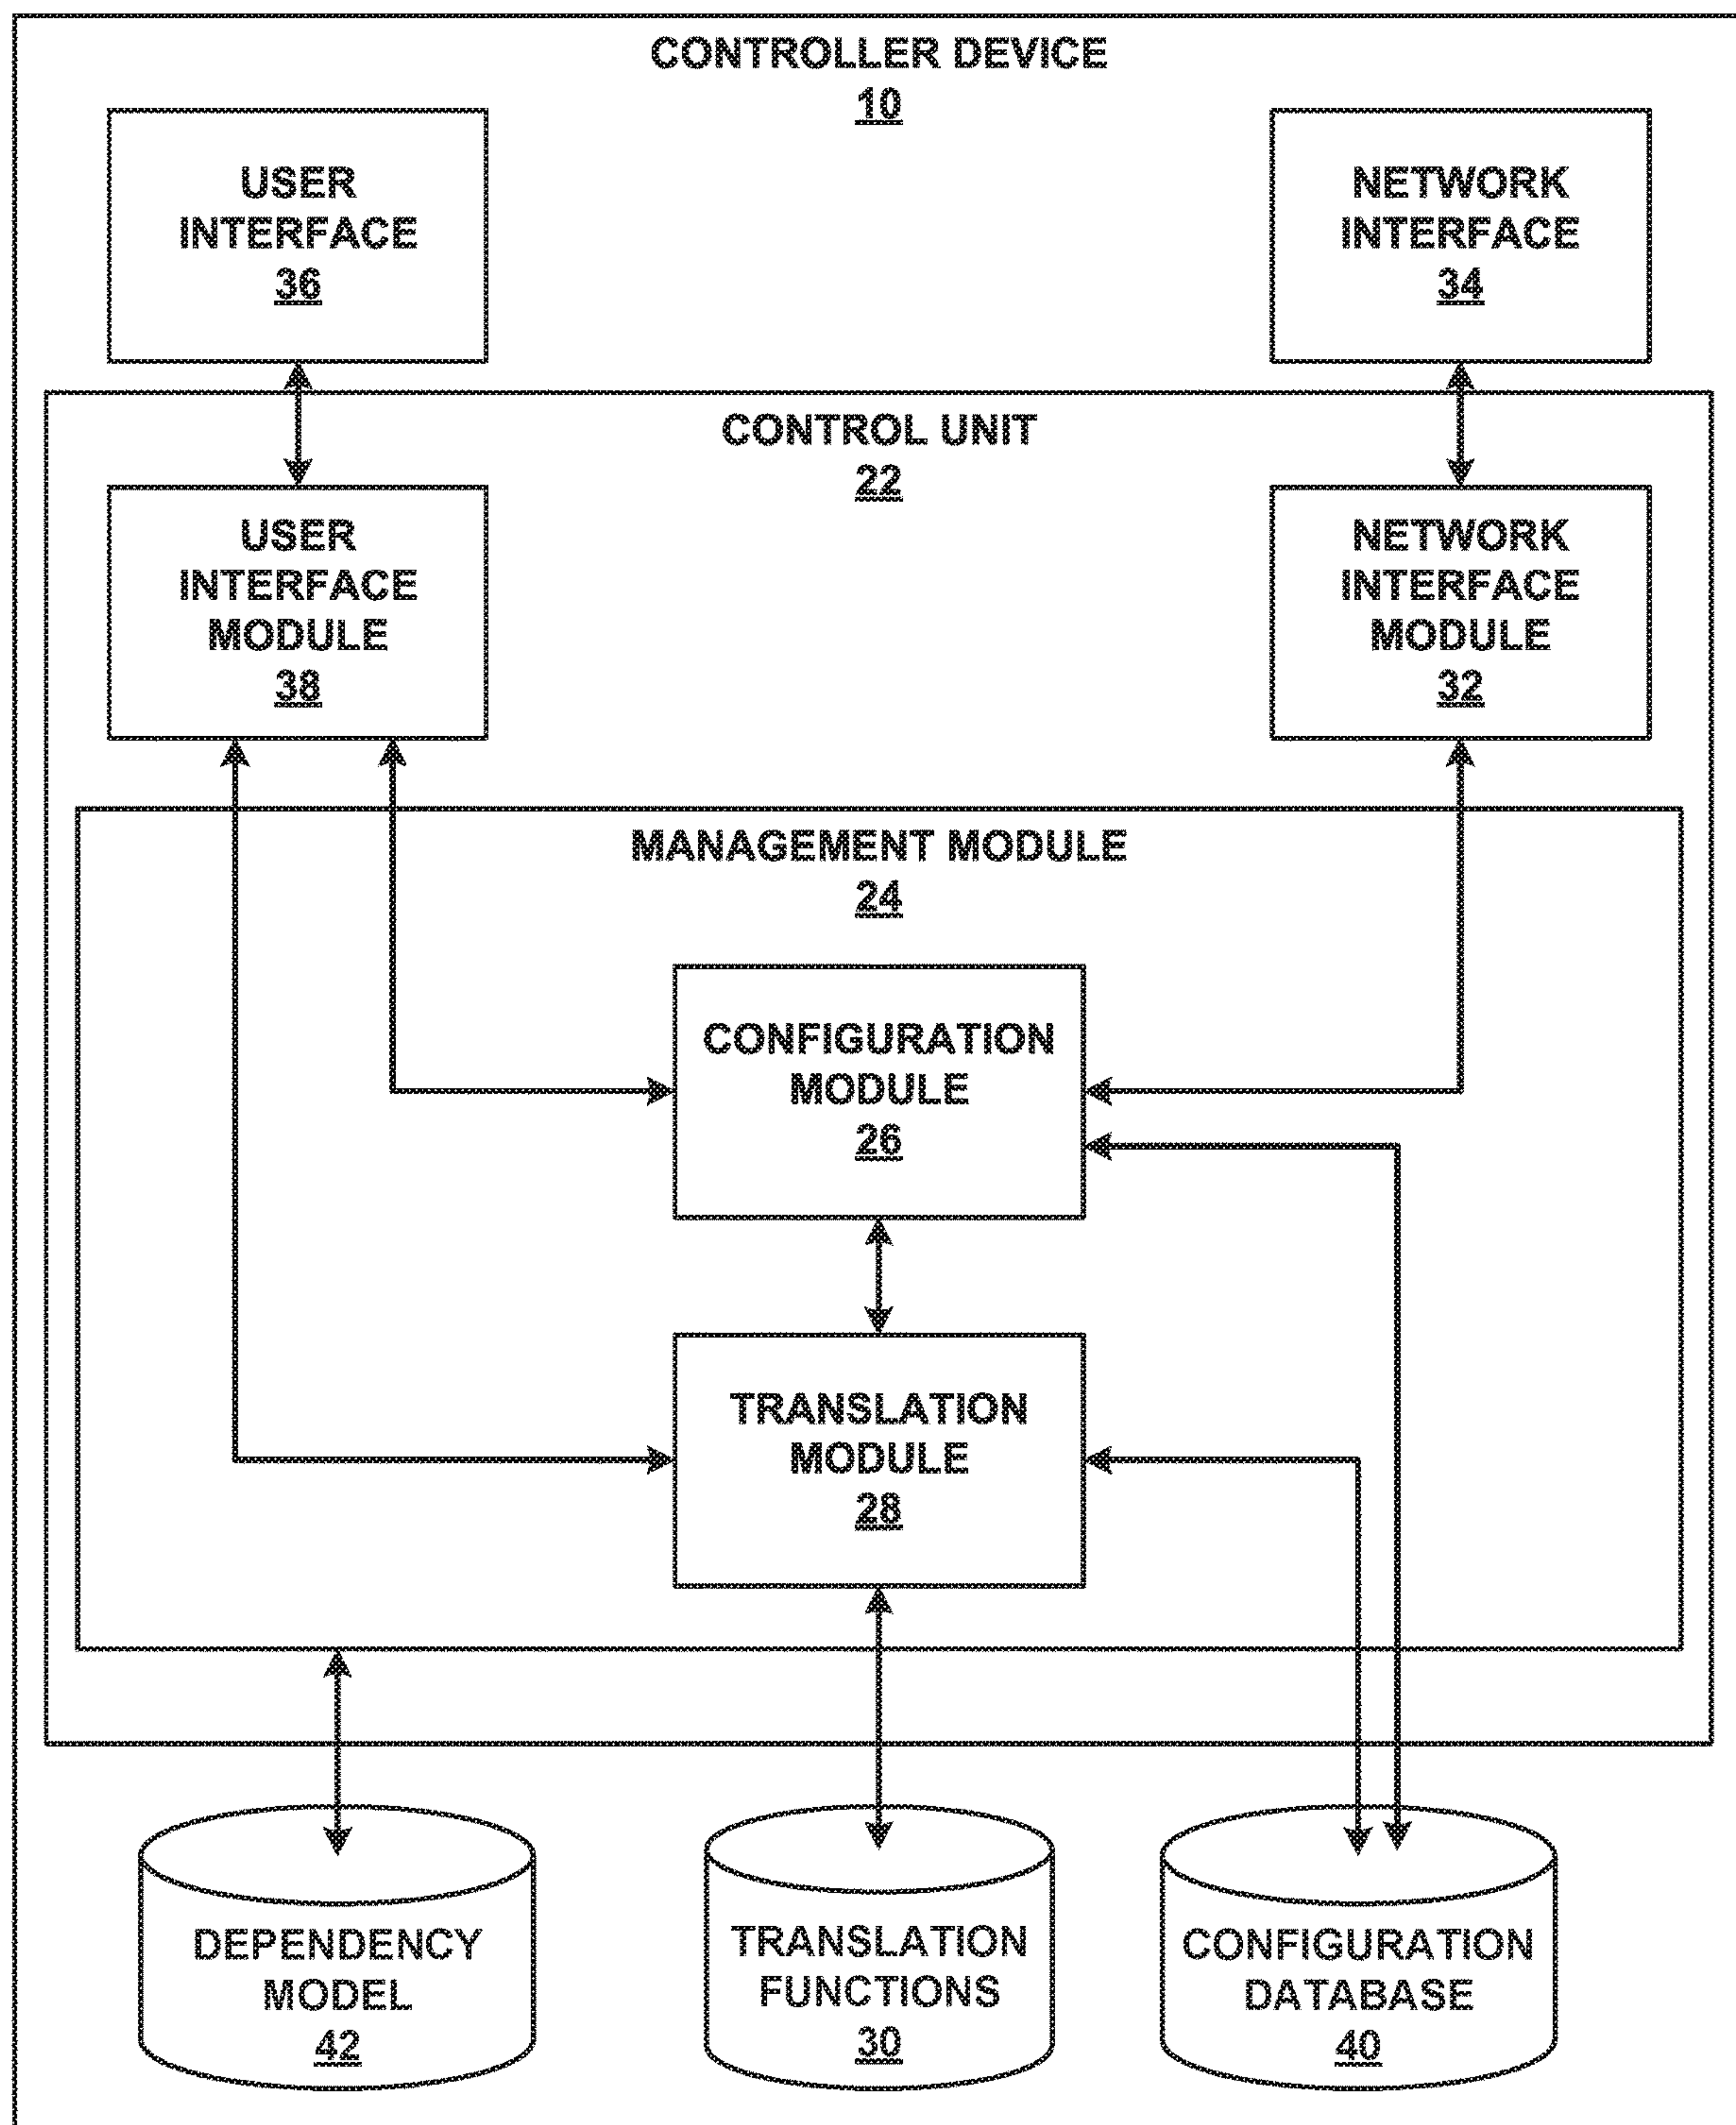 CONTROLLER DEVICE
10
USER
INTERFACE
36
NETWORK
INTERFACE
34
CONTROL UNIT
22
USER
INTERFACE
MODULE
38
NETWORK
INTERFACE
MODULE
32
MANAGEMENT MODULE
24
CONFIGURATION
MODULE
26
TRANSLATION
MODULE
28
DEPENDENCY
MODEL
42
TRANSLATION
FUNCTIONS
30
CONFIGURATION
DATABASE
40